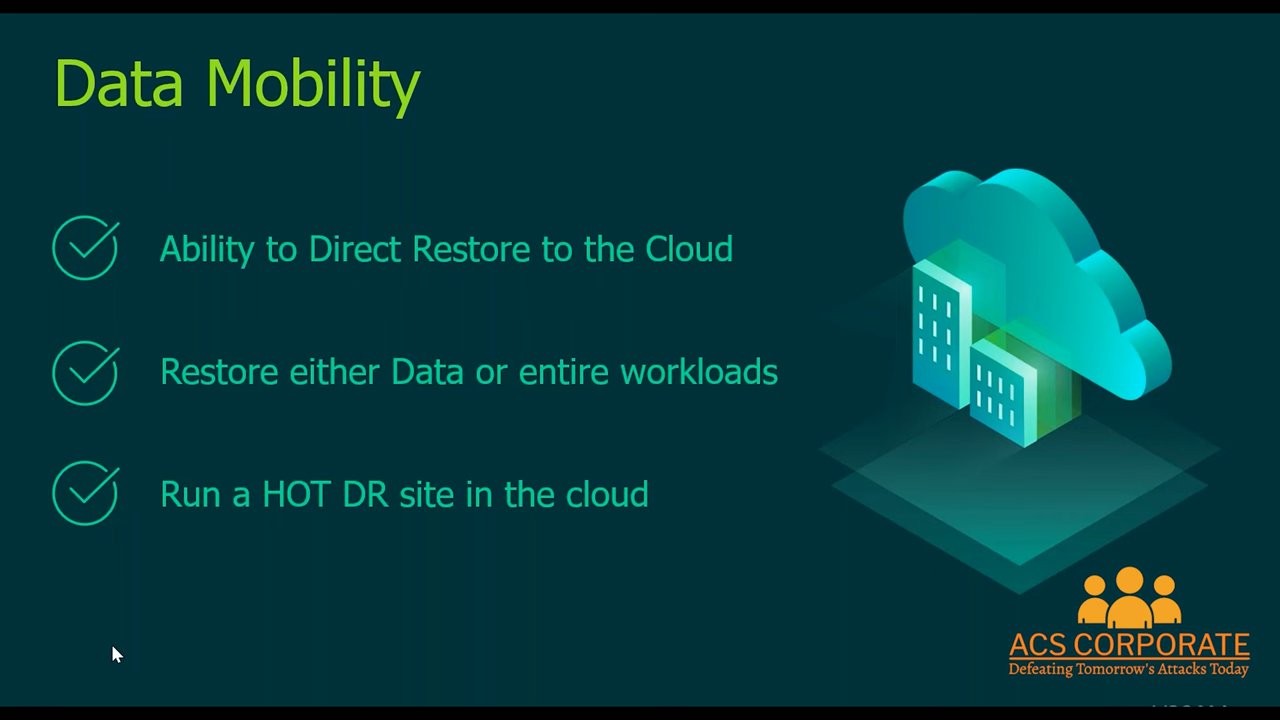 Data Mobility
Ability to Direct Restore to the Cloud
Restore either Data or entire workloads
Run a HOT DR site in the cloud
ACS CORPORATE
Defeating Tomorrow's Attacks Today